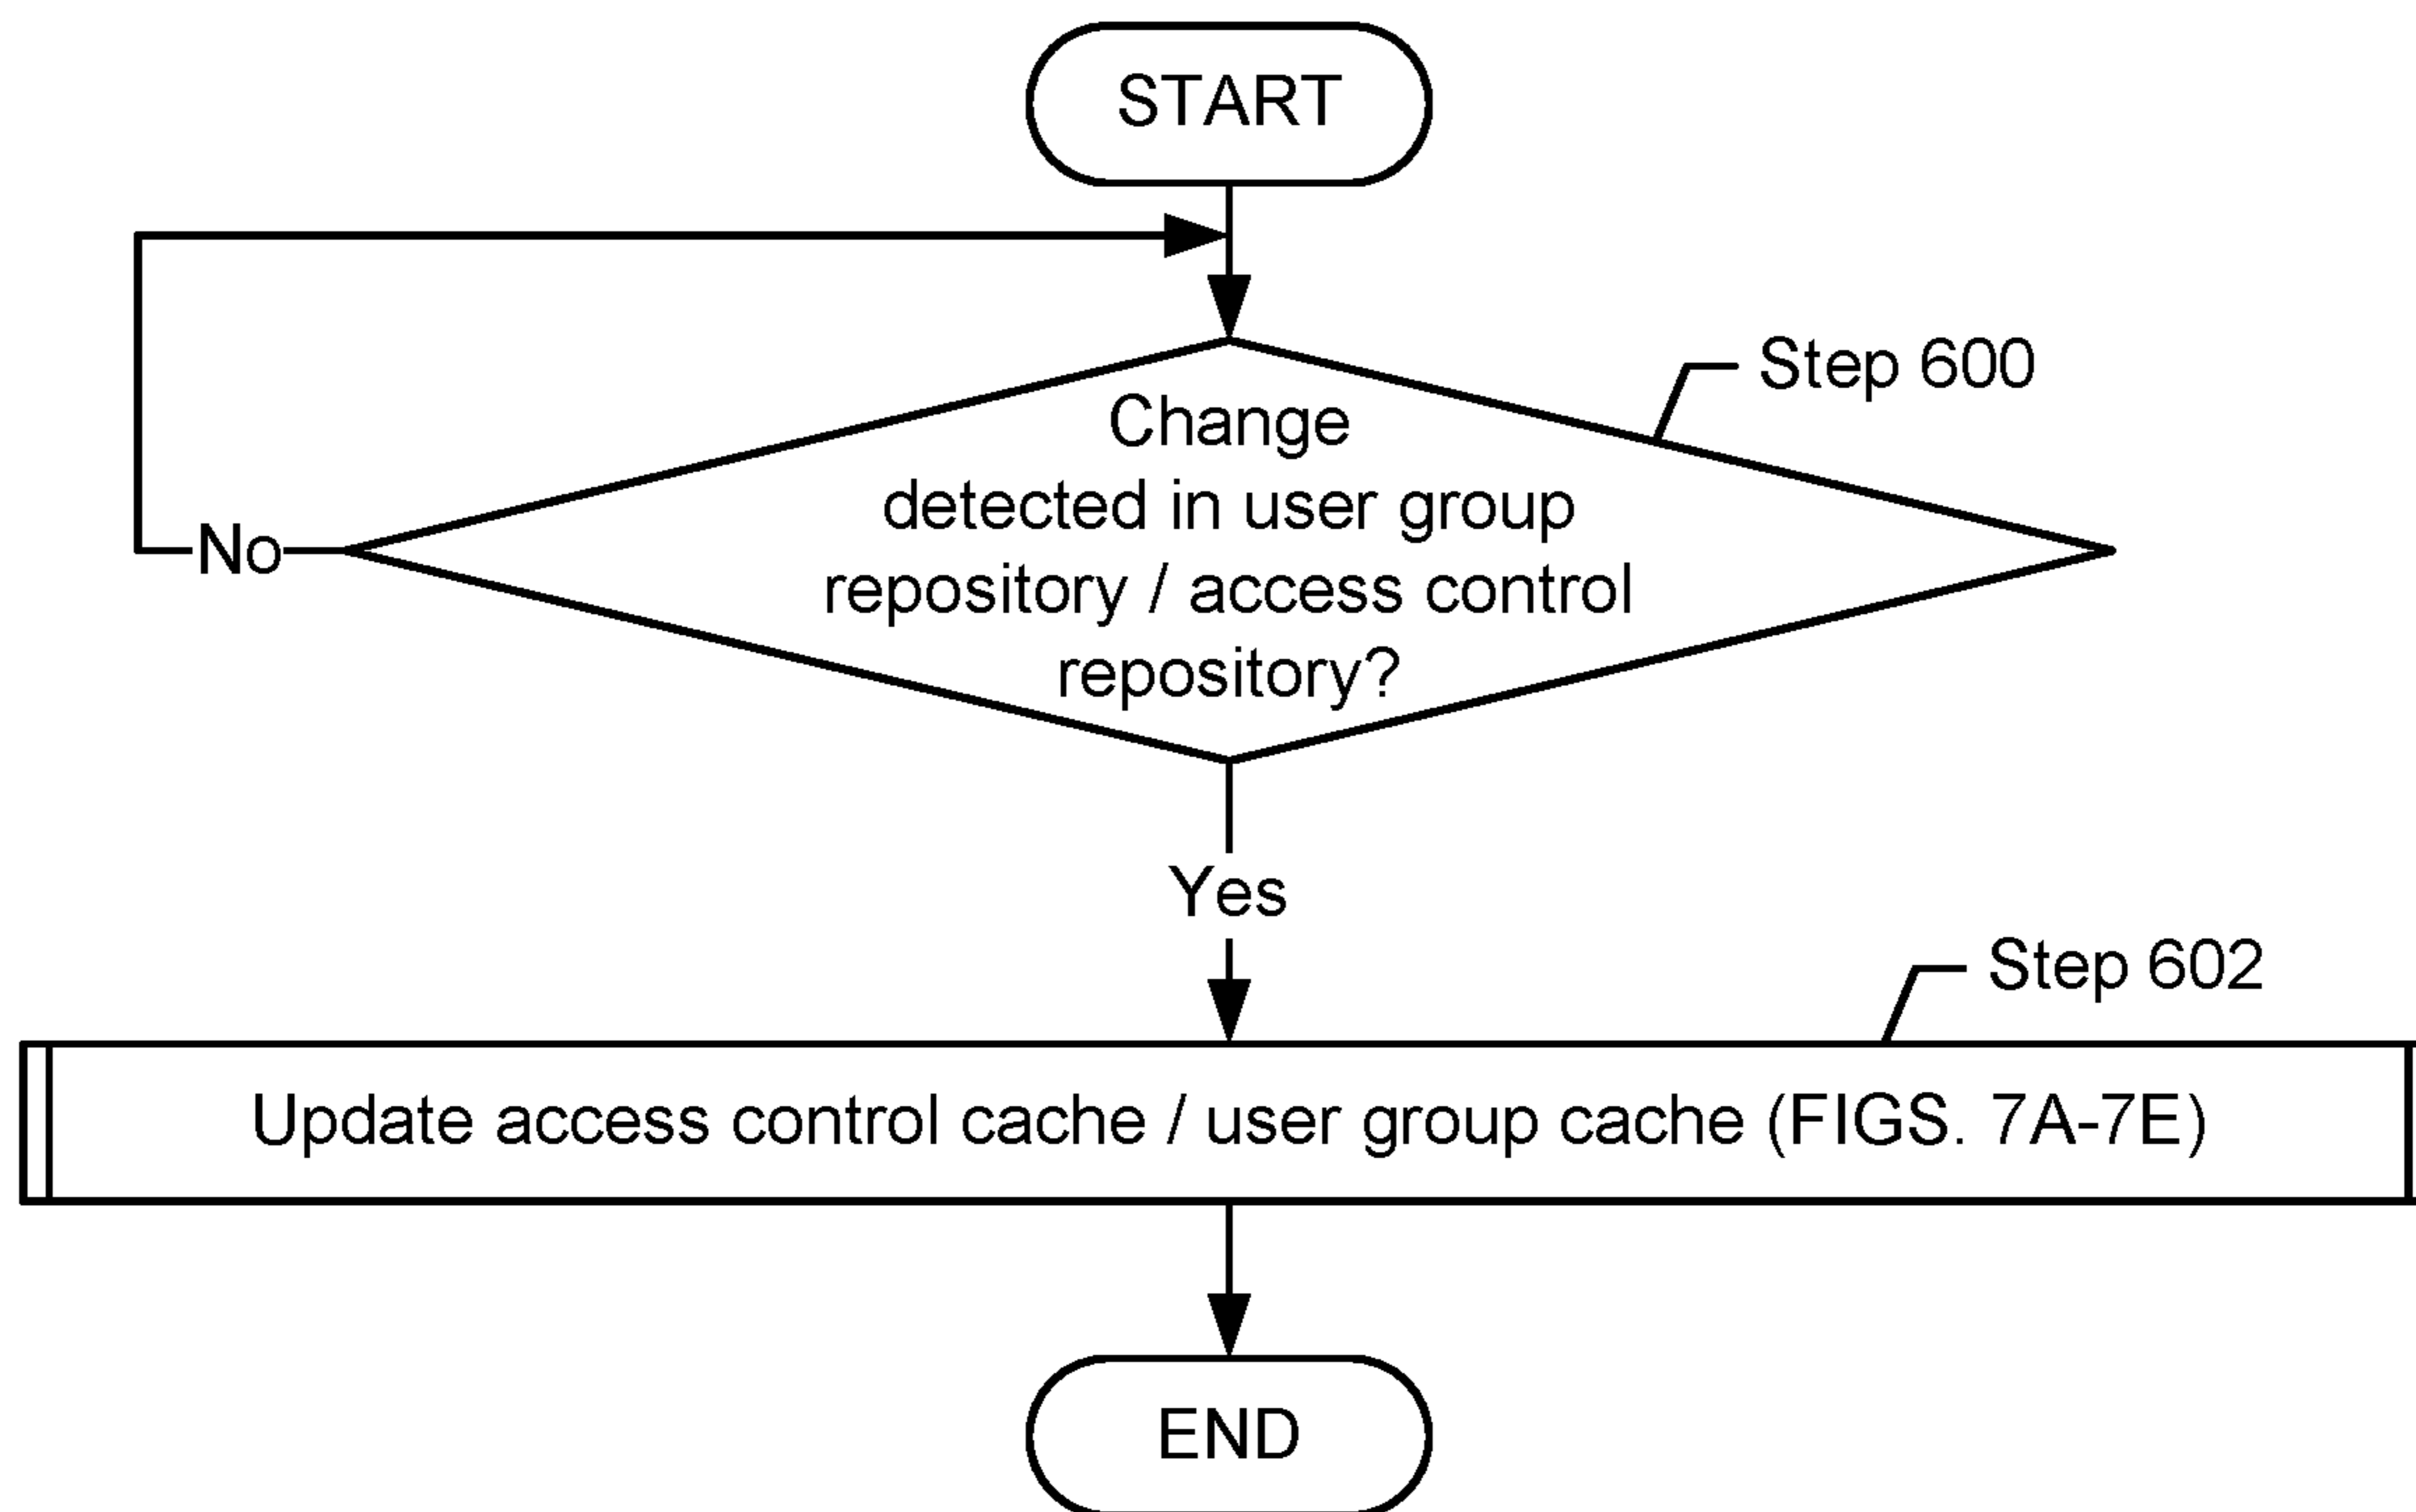 START
Step 600
Change
detected in user group
repository / access control
repository?
No
Yes
Step 602
Update access control cache / user group cache (FIGS. 7A-7E)
END